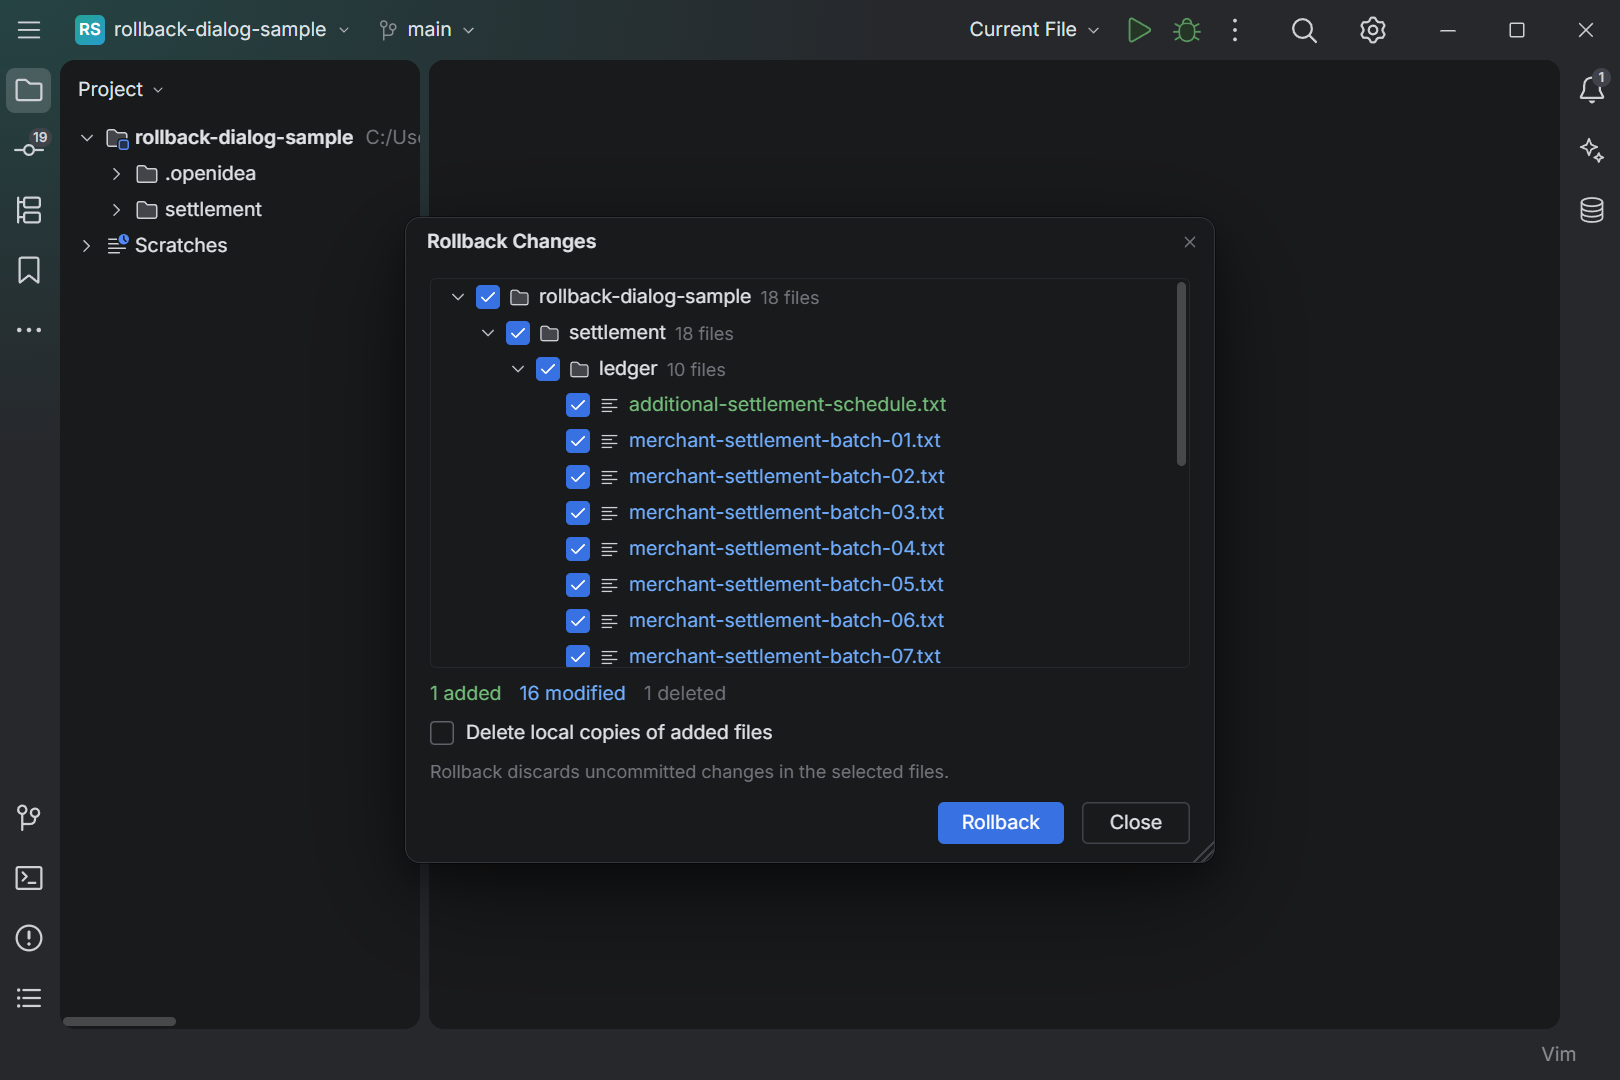 RS rollback-dialog-sample main Current File
1
Project
19
rollback-dialog-sample C:/Use
.openidea
settlement
Scratches
Rollback Changes
rollback-dialog-sample 18 files
settlement 18 files
ledger 10 files
additional-settlement-schedule.txt
merchant-settlement-batch-01.txt
merchant-settlement-batch-02.txt
merchant-settlement-batch-03.txt
merchant-settlement-batch-04.txt
merchant-settlement-batch-05.txt
merchant-settlement-batch-06.txt
merchant-settlement-batch-07.txt
1 added 16 modified 1 deleted
Delete local copies of added files
Rollback discards uncommitted changes in the selected files.
Rollback Close
Vim